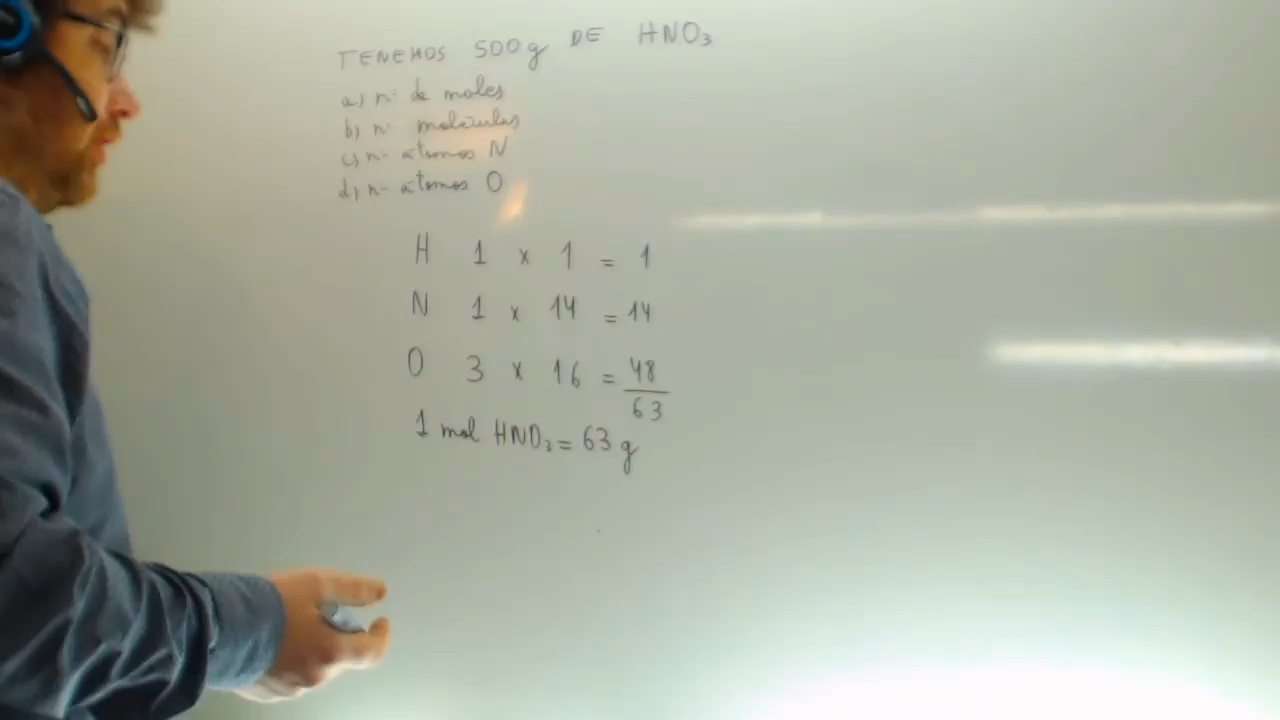 TENEMOS 500g DE HNO₃
a) nº de moles
b) nº moléculas
c) nº átomos N
d) nº átomos O
H 1 x 1 = 1
N 1 x 14 = 14
O 3 x 16 = 48
63
1 mol HNO₃ = 63 g